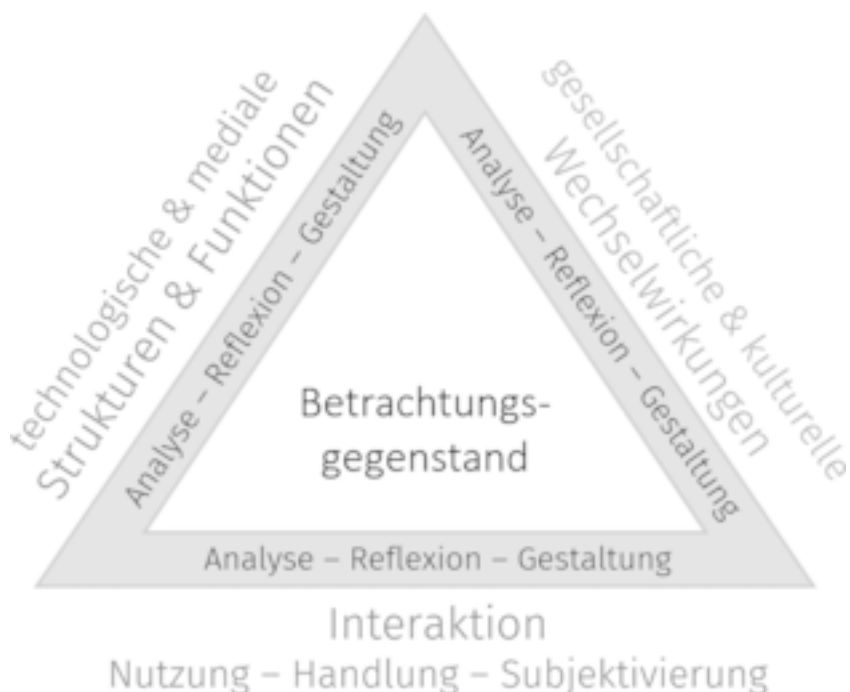 technologische & mediale
Strukturen & Funktionen
Analyse – Reflexion – Gestaltung
gesellschaftliche & kulturelle
Wechselwirkungen
Analyse – Reflexion – Gestaltung
Betrachtungs-
gegenstand
Analyse – Reflexion – Gestaltung
Interaktion
Nutzung – Handlung – Subjektivierung